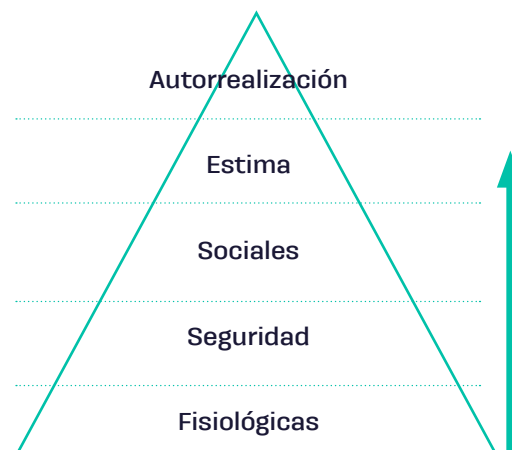 Autorrealización
Estima
Sociales
Seguridad
Fisiológicas